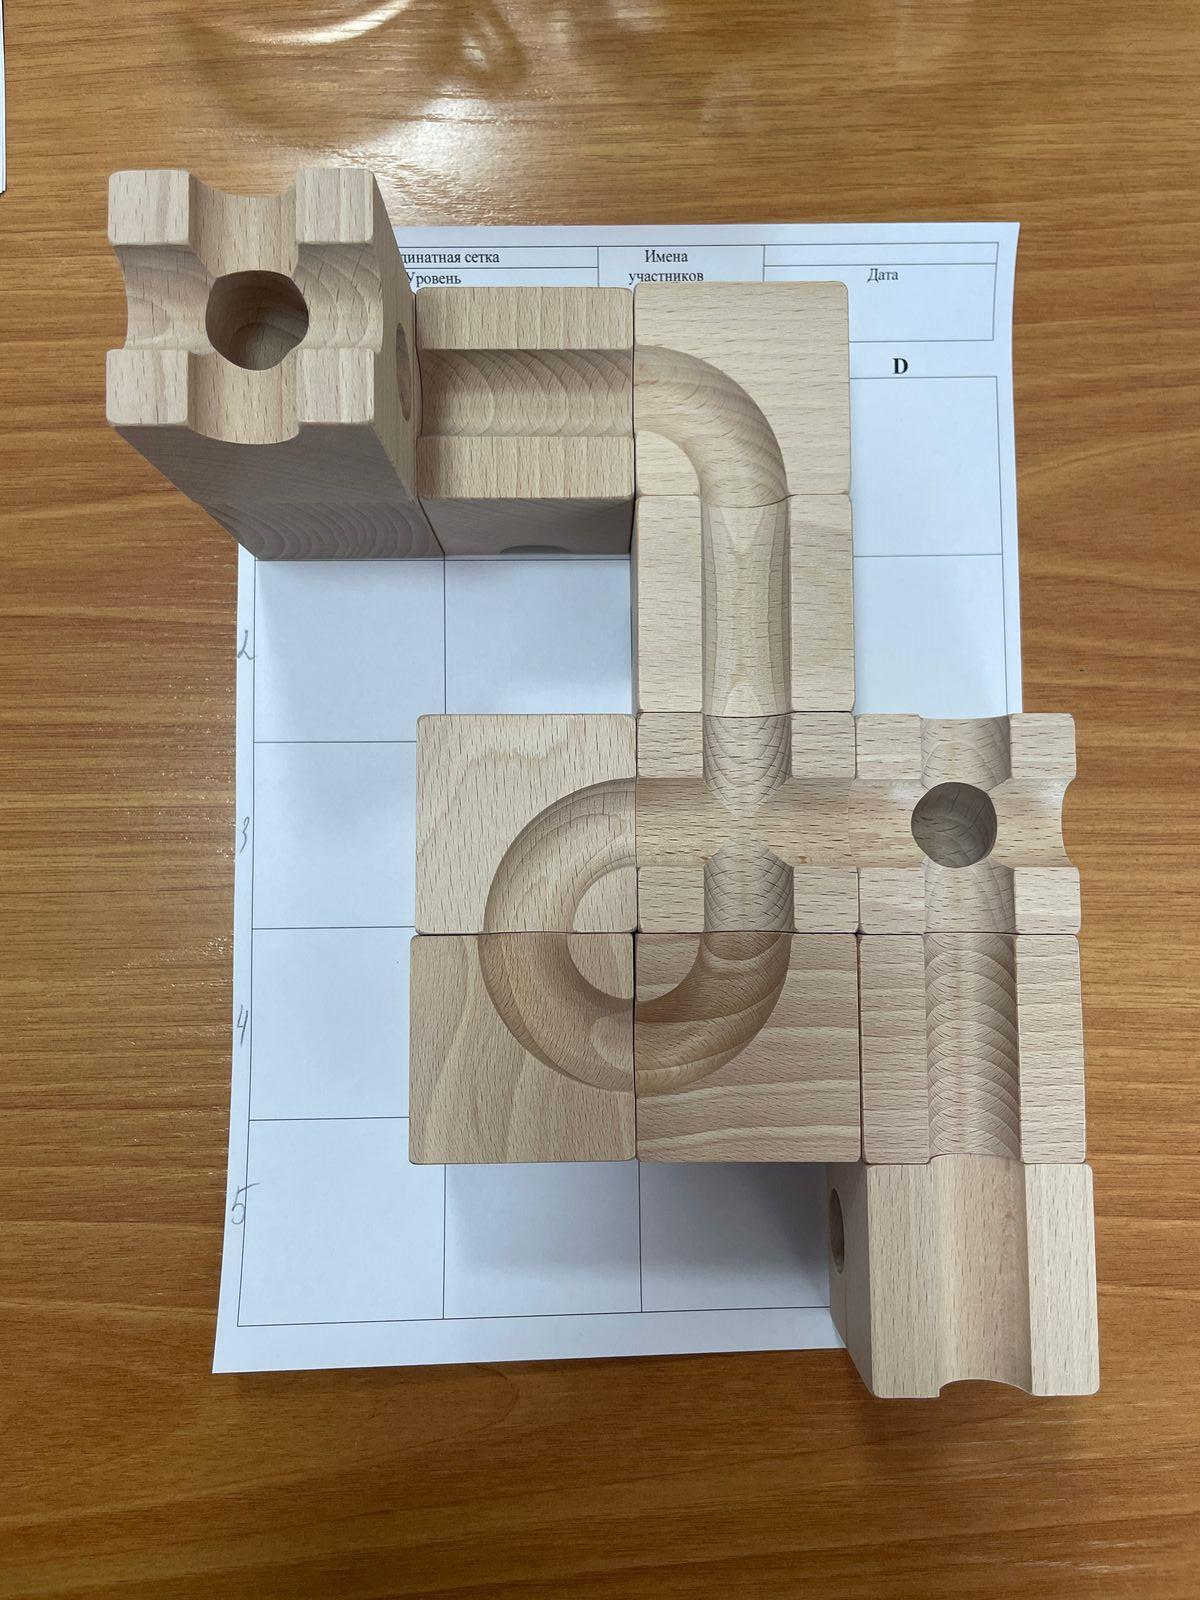 динатная сетка
Имена
Уровень
участников
Дата
D
2
3
4
5